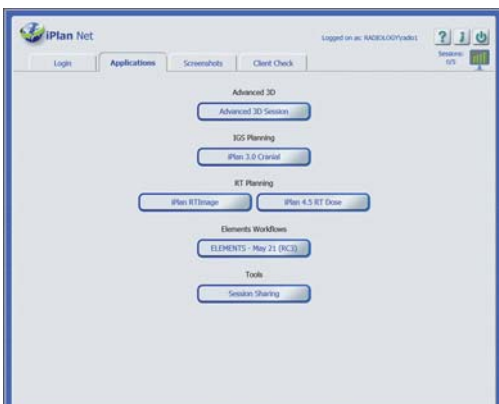 iPlan Net
Logged on as: RADIOLOGY\rado1
Login
Applications
Screenshots
Client Check
Sessions:
0/5
Advanced 3D
Advanced 3D Session
IGS Planning
iPlan 3.0 Cranial
RT Planning
iPlan RTImage
iPlan 4.5 RT Dose
Elements Workflows
ELEMENTS - May 21 (RC3)
Tools
Session Sharing